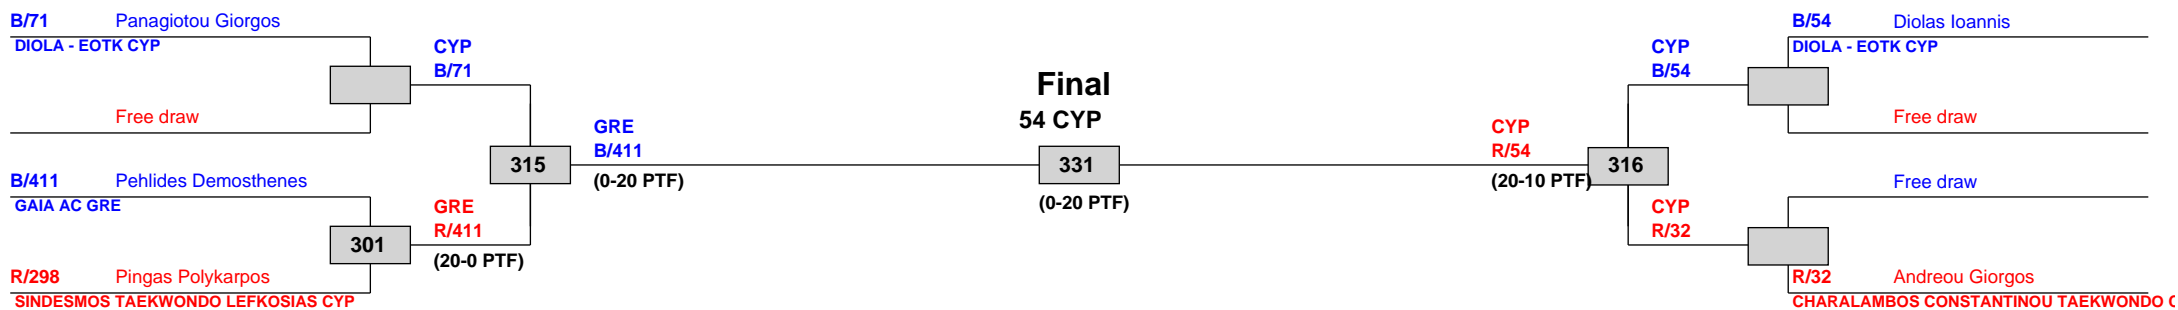 B/71 Panagiotou Giorgos
DIOLA - EOTK CYP
CYP
B/71
Free draw
315
GRE
B/411
(0-20 PTF)
B/411 Pehlides Demosthenes
GAIA AC GRE
GRE
R/411
301
(20-0 PTF)
R/298 Pingas Polykarpos
SINDESMOS TAEKWONDO LEFKOSIAS CYP
Final
54 CYP
331
(0-20 PTF)
B/54 Diolas Ioannis
DIOLA - EOTK CYP
CYP
B/54
Free draw
CYP
R/54
316
(20-10 PTF)
Free draw
CYP
R/32
R/32 Andreou Giorgos
CHARALAMBOS CONSTANTINOU TAEKWONDO